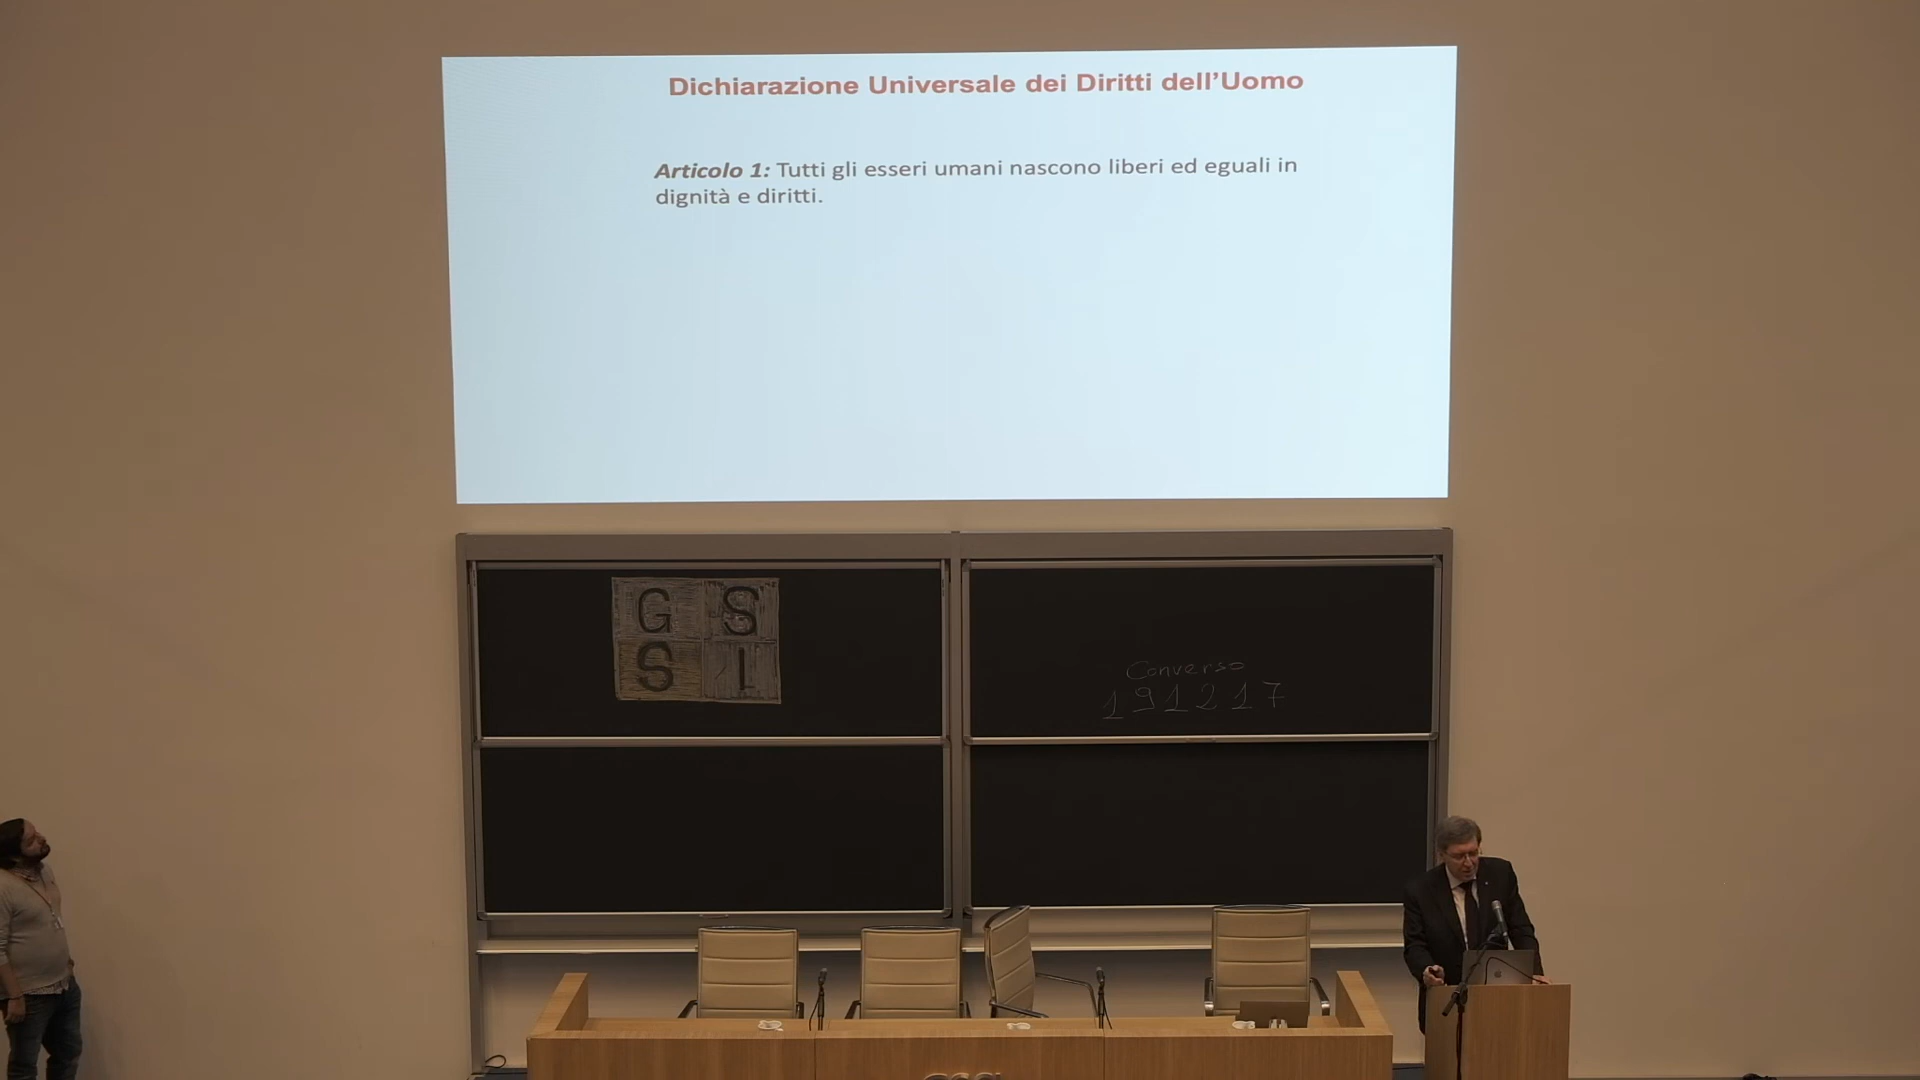 Dichiarazione Universale dei Diritti dell’Uomo
Articolo 1: Tutti gli esseri umani nascono liberi ed eguali in
dignità e diritti.
G S
S I
Converso
191217